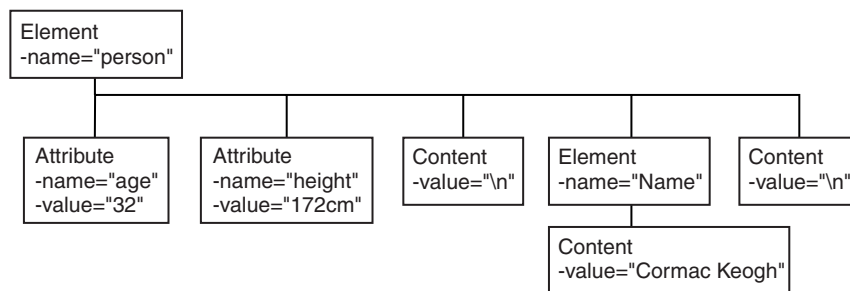 Element
-name="person"
Attribute
-name="age"
-value="32"
Attribute
-name="height"
-value="172cm"
Content
-value="\n"
Element
-name="Name"
Content
-value="\n"
Content
-value="Cormac Keogh"